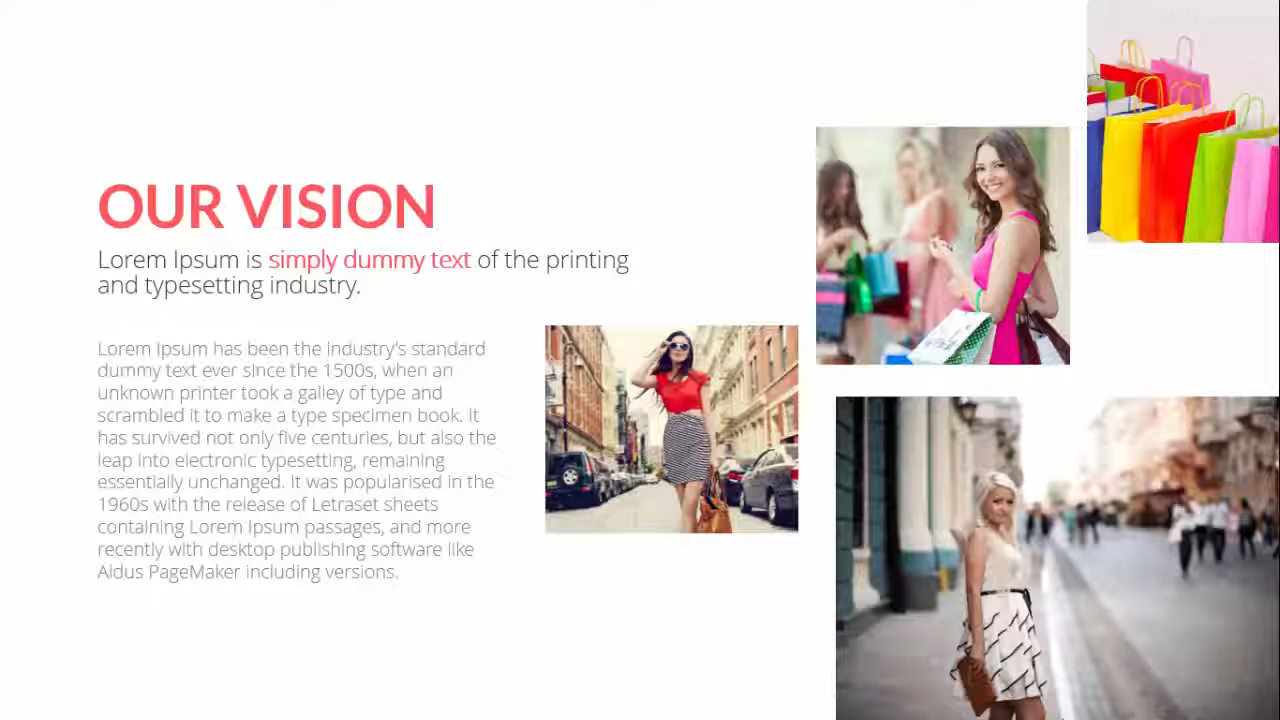 OUR VISION
Lorem Ipsum is simply dummy text of the printing
and typesetting industry.
Lorem Ipsum has been the industry's standard
dummy text ever since the 1500s, when an
unknown printer took a galley of type and
scrambled it to make a type specimen book. It
has survived not only five centuries, but also the
leap into electronic typesetting, remaining
essentially unchanged. It was popularised in the
1960s with the release of Letraset sheets
containing Lorem Ipsum passages, and more
recently with desktop publishing software like
Aldus PageMaker including versions.